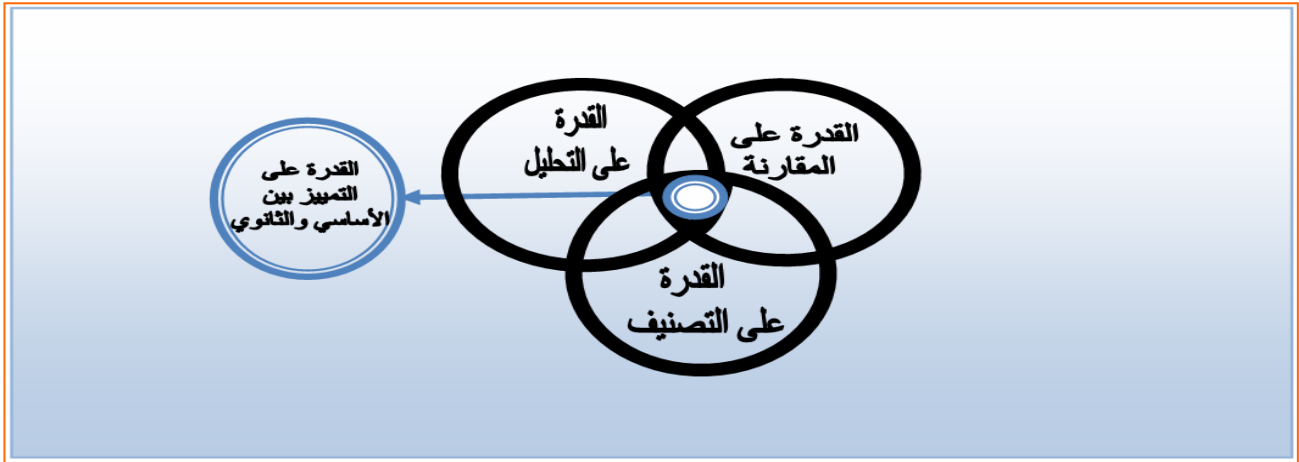 القدرة على
المقارنة
القدرة
على التحليل
القدرة على
التمييز بين
الأساسي والثانوي
القدرة
على التصنيف